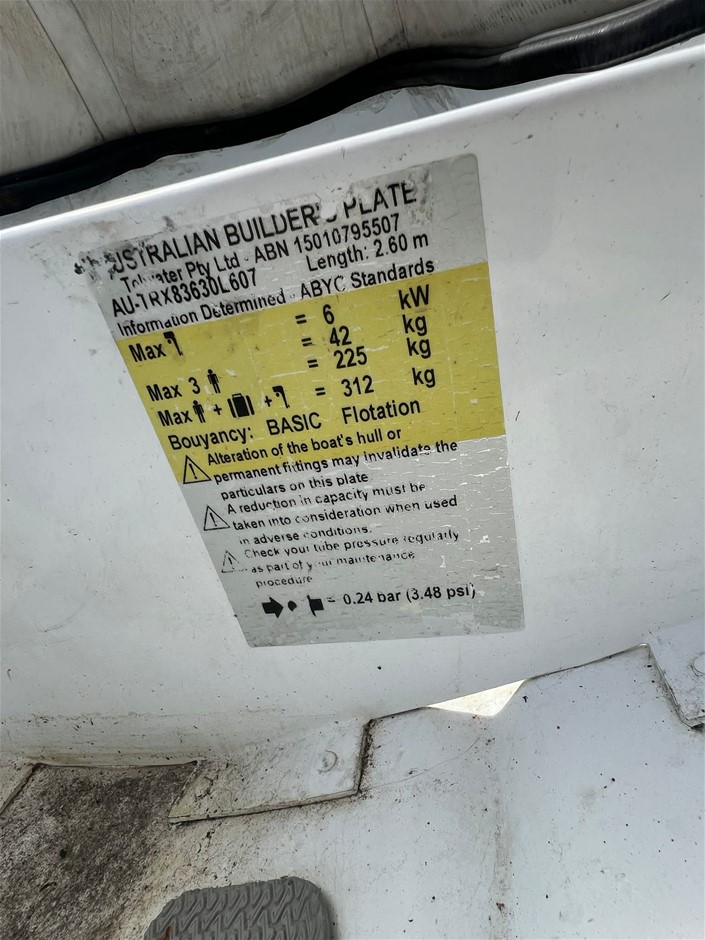 AUSTRALIAN BUILDER'S PLATE
Pty Ltd - ABN 15010795507
AU-TRX83630L607 Length: 2.60 m
Information Determined - ABYC Standards
Max = 6 kW
= 42 kg
Max 3 = 225 kg
Max + + = 312 kg
Bouyancy: BASIC Flotation
Alteration of the boat's hull or
permanent fittings may invalidate the
particulars on this plate
A reduction in capacity must be
taken into consideration when used
in adverse conditions.
Check your tube pressure regularly
as part of your maintenance
procedure
= 0.24 bar (3.48 psi)